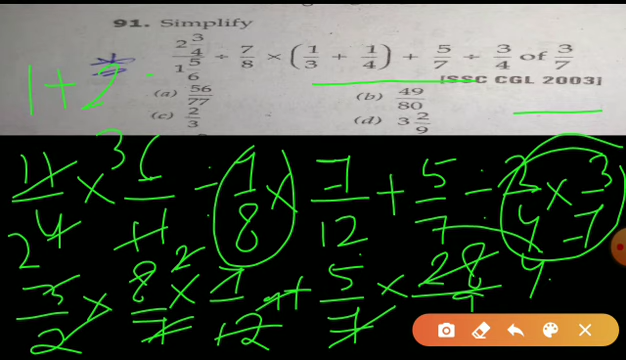 91. Simplify
2 3/4 / 1 5/6 ÷ 7/8 × (1/3 + 1/4) + 5/7 ÷ 3/4 of 3/7
[SSC CGL 2003]
1+2
(a) 56/77 (b) 49/80
(c) 2/3 (d) 3 2/9
11/4 × 6/11 ÷ 7/8 × 7/12 + 5/7 ÷ 3/4 × 3/7
3/2 × 8/7 × 7/12 + 5/7 × 28/9